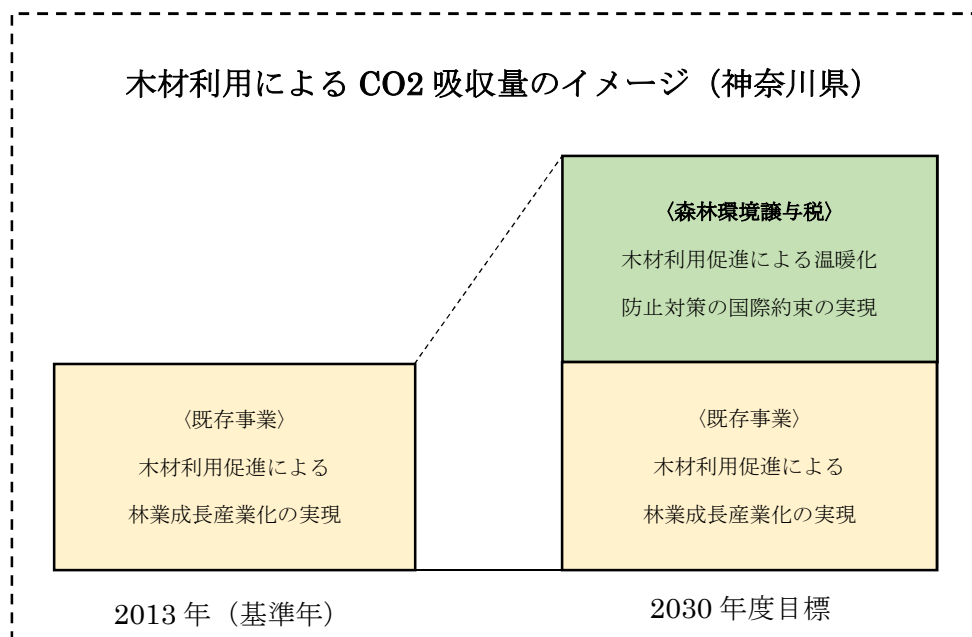 木材利用による CO2 吸収量のイメージ（神奈川県）
〈森林環境譲与税〉
木材利用促進による温暖化
防止対策の国際約束の実現
〈既存事業〉
木材利用促進による
林業成長産業化の実現
〈既存事業〉
木材利用促進による
林業成長産業化の実現
2013 年（基準年）
2030 年度目標